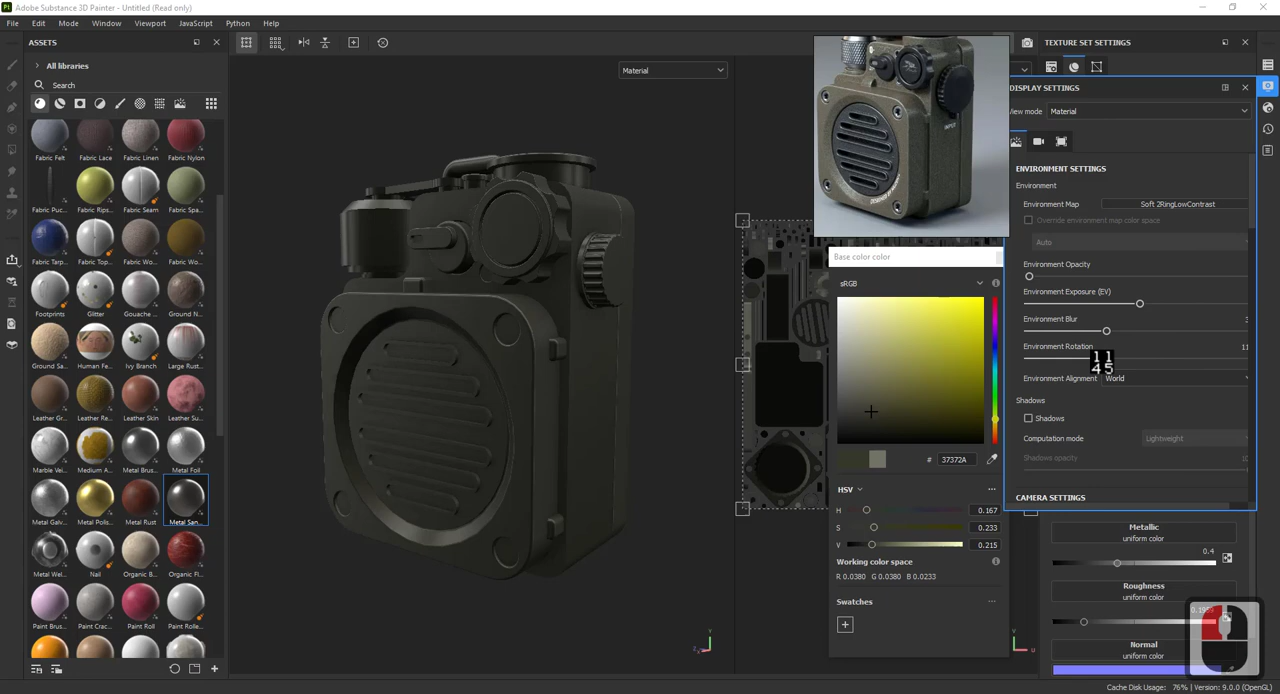 Adobe Substance 3D Painter - Untitled (Read only)
File Edit Mode Window Viewport JavaScript Python Help
ASSETS
All libraries
Search
Fabric Felt Fabric Lace Fabric Linen Fabric Nylon
Fabric Puc... Fabric Rips... Fabric Seam Fabric Spa...
Fabric Tarp... Fabric Top... Fabric Wo... Fabric Wo...
Footprints Glitter Gouache ... Ground N...
Ground Sa... Human Fe... Ivy Branch Large Rust...
Leather Gr... Leather Re... Leather Skin Leather Su...
Marble Vei... Medium A... Metal Brus... Metal Foil
Metal Galv... Metal Polis... Metal Rust Metal San...
Metal Wel... Nail Organic B... Organic Fl...
Paint Brus... Paint Crac... Paint Roll Paint Rolle...
Material
Y
INPUT
Base color color
sRGB
# 37372A
HSV
H 0.167
S 0.233
V 0.215
Working color space
R 0.0380 G 0.0380 B 0.0233
Swatches
TEXTURE SET SETTINGS
DISPLAY SETTINGS
iew mode Material
ENVIRONMENT SETTINGS
Environment
Environment Map Soft 2RingLowContrast
Override environment map color space
Auto
Environment Opacity
Environment Exposure (EV)
Environment Blur
Environment Rotation 11
11 11
45
Environment Alignment World
Shadows
Shadows
Computation mode Lightweight
Shadows opacity
CAMERA SETTINGS
Metallic
uniform color
0.4
Roughness
uniform color
Normal
uniform color
Cache Disk Usage: 76% | Version: 9.0.0 (OpenGL)